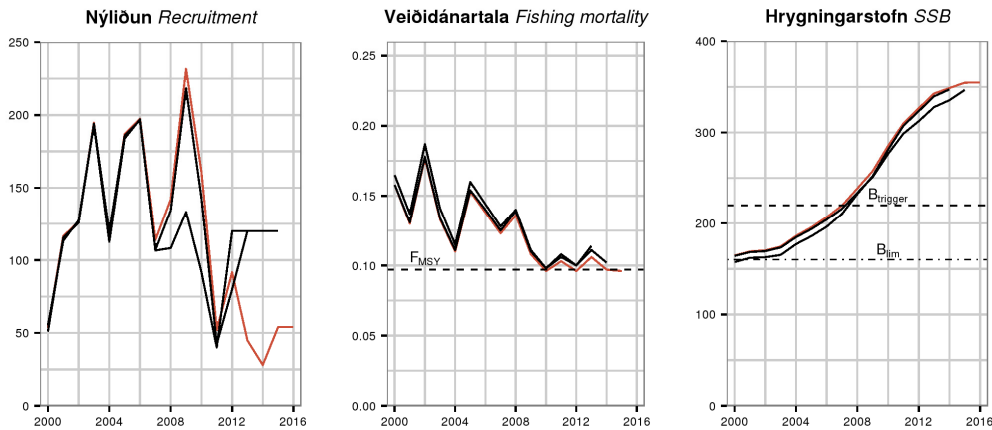 Nýliðun Recruitment
250
200
150
100
50
0
2000 2004 2008 2012 2016
Veiðidánartala Fishing mortality
0.25
0.20
0.15
0.10
0.05
0.00
FMSY
2000 2004 2008 2012 2016
Hrygningarstofn SSB
400
300
200
100
0
Btrigger
Blim
2000 2004 2008 2012 2016